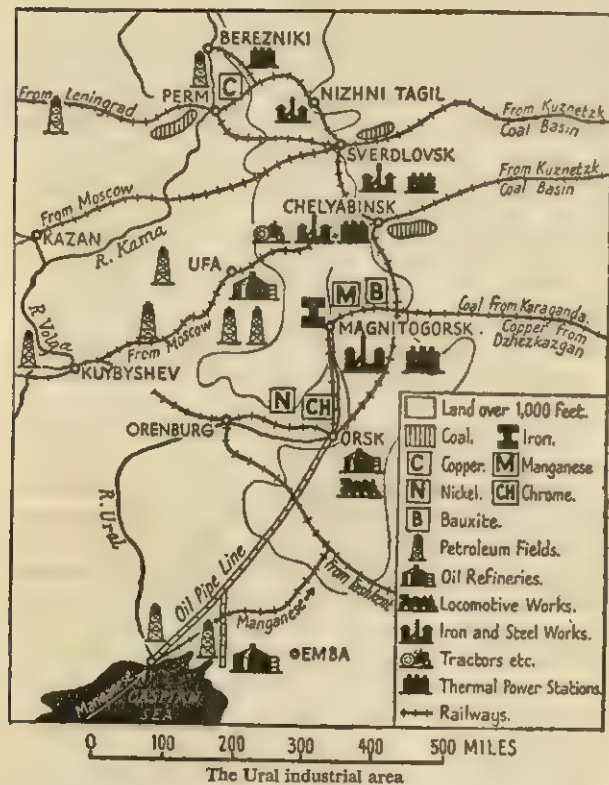 BEREZNIKI
C
From Leningrad
PERM
NIZHNI TAGIL
From Kuznetzk
Coal Basin
SVERDLOVSK
From Kuznetzk
Coal Basin
CHELYABINSK
From Moscow
KAZAN
R. Kama
UFA
R. Volga
M B
Coal from Karaganda.
Copper from
Dzhezkazgan
MAGNITOGORSK
From Moscow
KUYBYSHEV
N CH
ORENBURG
ORSK
R. Ural
Oil Pipe Line
From Tashkent
Manganese
EMBA
Manganese
CASPIAN
SEA
Land over 1,000 feet.
Coal. Iron.
C Copper. M Manganese
N Nickel. CH Chrome.
B Bauxite.
Petroleum Fields.
Oil Refineries.
Locomotive Works.
Iron and Steel Works.
Tractors etc.
Thermal Power Stations.
Railways.
0 100 200 300 400 500 MILES
The Ural industrial area